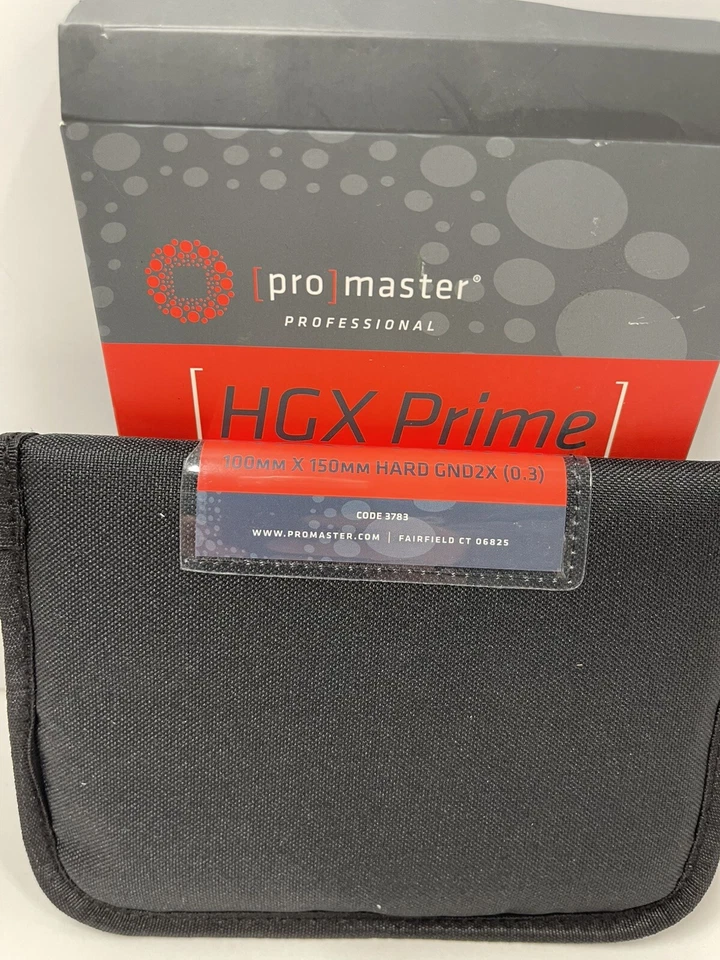 [pro]master®
PROFESSIONAL
[HGX Prime]
100MM X 150MM HARD GND2X (0.3)
CODE 3783
WWW.PROMASTER.COM | FAIRFIELD CT 06825